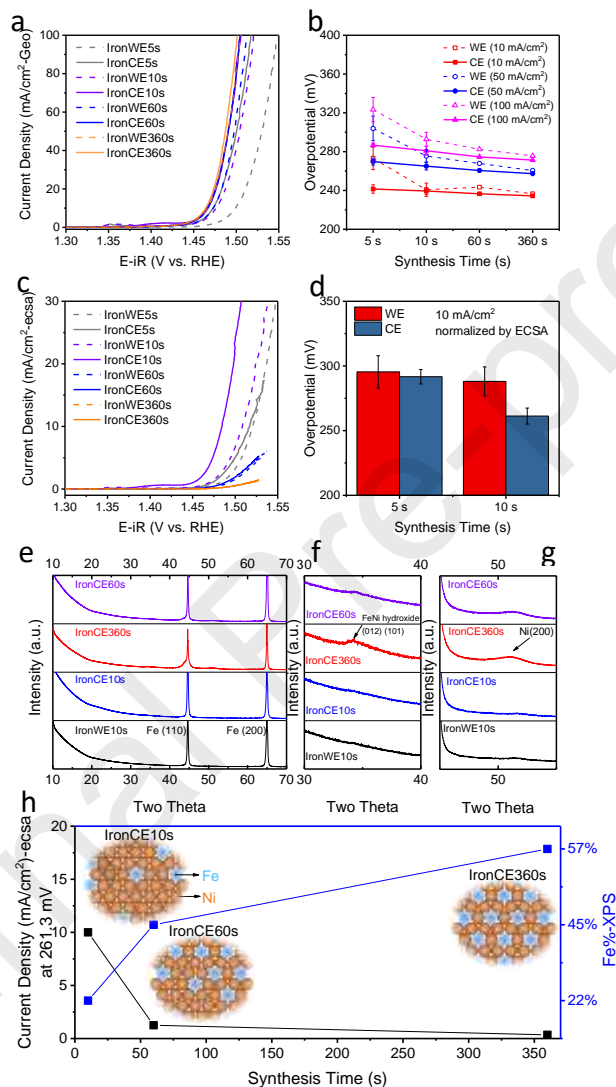 a
Current Density (mA/cm²-Geo)
100
80
60
40
20
0
IronWE5s
IronCE5s
IronWE10s
IronCE10s
IronWE60s
IronCE60s
IronWE360s
IronCE360s
1.30 1.35 1.40 1.45 1.50 1.55
E-iR (V vs. RHE)
b
Overpotential (mV)
400
360
320
280
240
200
WE (10 mA/cm²)
CE (10 mA/cm²)
WE (50 mA/cm²)
CE (50 mA/cm²)
WE (100 mA/cm²)
CE (100 mA/cm²)
5 s 10 s 60 s 360 s
Synthesis Time (s)
c
Current Density (mA/cm²-ecsa)
30
20
10
0
IronWE5s
IronCE5s
IronWE10s
IronCE10s
IronWE60s
IronCE60s
IronWE360s
IronCE360s
1.30 1.35 1.40 1.45 1.50 1.55
E-iR (V vs. RHE)
d
Overpotential (mV)
350
300
250
200
WE
CE
10 mA/cm²
normalized by ECSA
5 s 10 s
Synthesis Time (s)
e
10 20 30 40 50 60 70
Intensity (a.u.)
IronCE60s
IronCE360s
IronCE10s
IronWE10s
Fe (110)
Fe (200)
10 20 30 40 50 60 70
Two Theta
f
30 40
Intensity (a.u.)
IronCE60s
FeNi hydroxide
(012) (101)
IronCE360s
IronCE10s
IronWE10s
30 40
Two Theta
g
50
Intensity (a.u.)
IronCE60s
IronCE360s
Ni(200)
IronCE10s
IronWE10s
50
Two Theta
h
Current Density (mA/cm²)-ecsa
at 261.3 mV
20
15
10
5
0
IronCE10s
Fe
Ni
IronCE60s
IronCE360s
57%
45%
22%
Fe%-XPS
0 50 100 150 200 250 300 350
Synthesis Time (s)